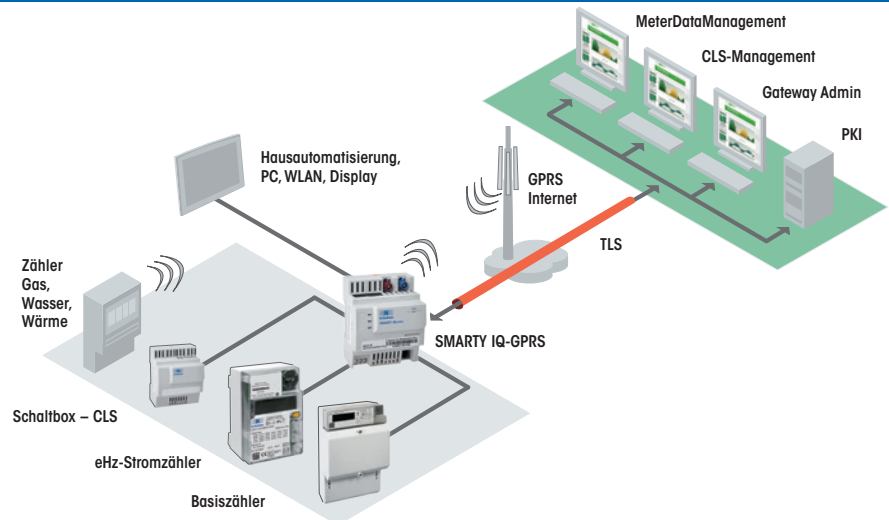 MeterDataManagement
CLS-Management
Gateway Admin
PKI
Hausautomatisierung,
PC, WLAN, Display
GPRS
Internet
TLS
Zähler
Gas,
Wasser,
Wärme
SMARTY IQ-GPRS
Schaltbox – CLS
eHz-Stromzähler
Basiszähler